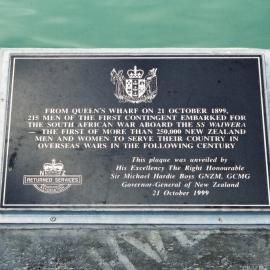 FROM QUEEN'S WHARF ON 21 OCTOBER 1899,
215 MEN OF THE FIRST CONTINGENT EMBARKED FOR
THE SOUTH AFRICAN WAR ABOARD THE SS WAIWERA
— THE FIRST OF MORE THAN 250,000 NEW ZEALAND
MEN AND WOMEN TO SERVE THEIR COUNTRY IN
OVERSEAS WARS IN THE FOLLOWING CENTURY
This plaque was unveiled by
His Excellency The Right Honourable
Sir Michael Hardie Boys GNZM, GCMG
Governor-General of New Zealand
21 October 1999
RETURNED SERVICES